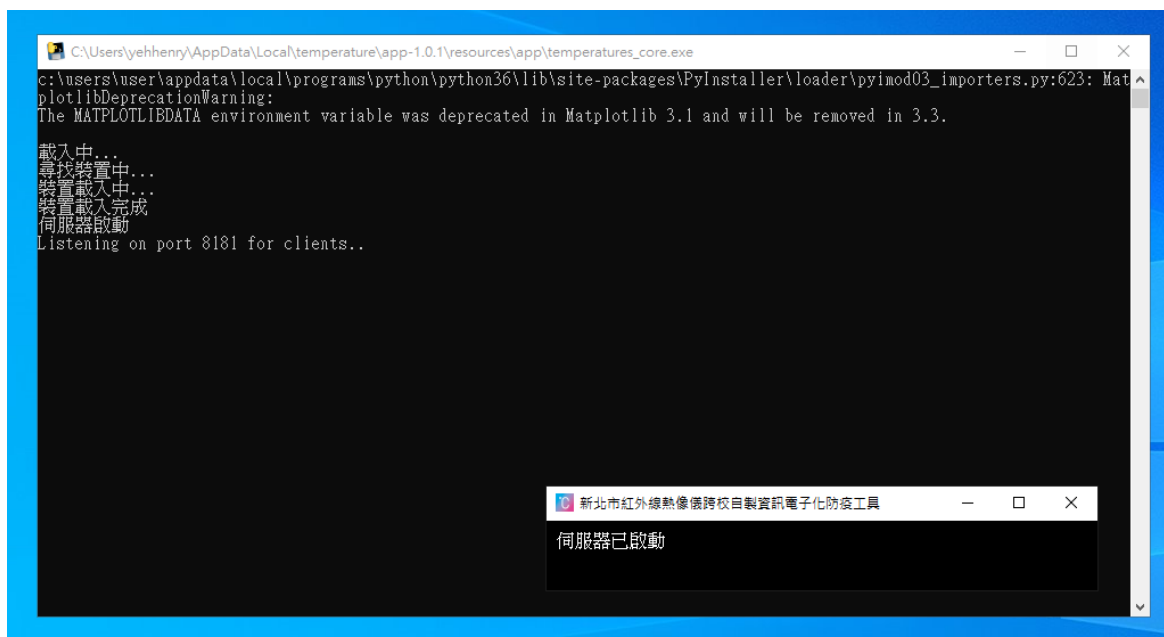 C:\Users\yehhenry\AppData\Local\temperature\app-1.0.1\resources\app\temperatures_core.exe
c:\users\user\appdata\local\programs\python\python36\lib\site-packages\PyInstaller\loader\pyimod03_importers.py:623: Mat
plotlibDeprecationWarning:
The MATPLOTLIBDATA environment variable was deprecated in Matplotlib 3.1 and will be removed in 3.3.
載入中...
尋找裝置中...
裝置載入中...
裝置載入完成
伺服器啟動
Listening on port 8181 for clients..
℃ 新北市紅外線熱像儀跨校自製資訊電子化防疫工具
伺服器已啟動